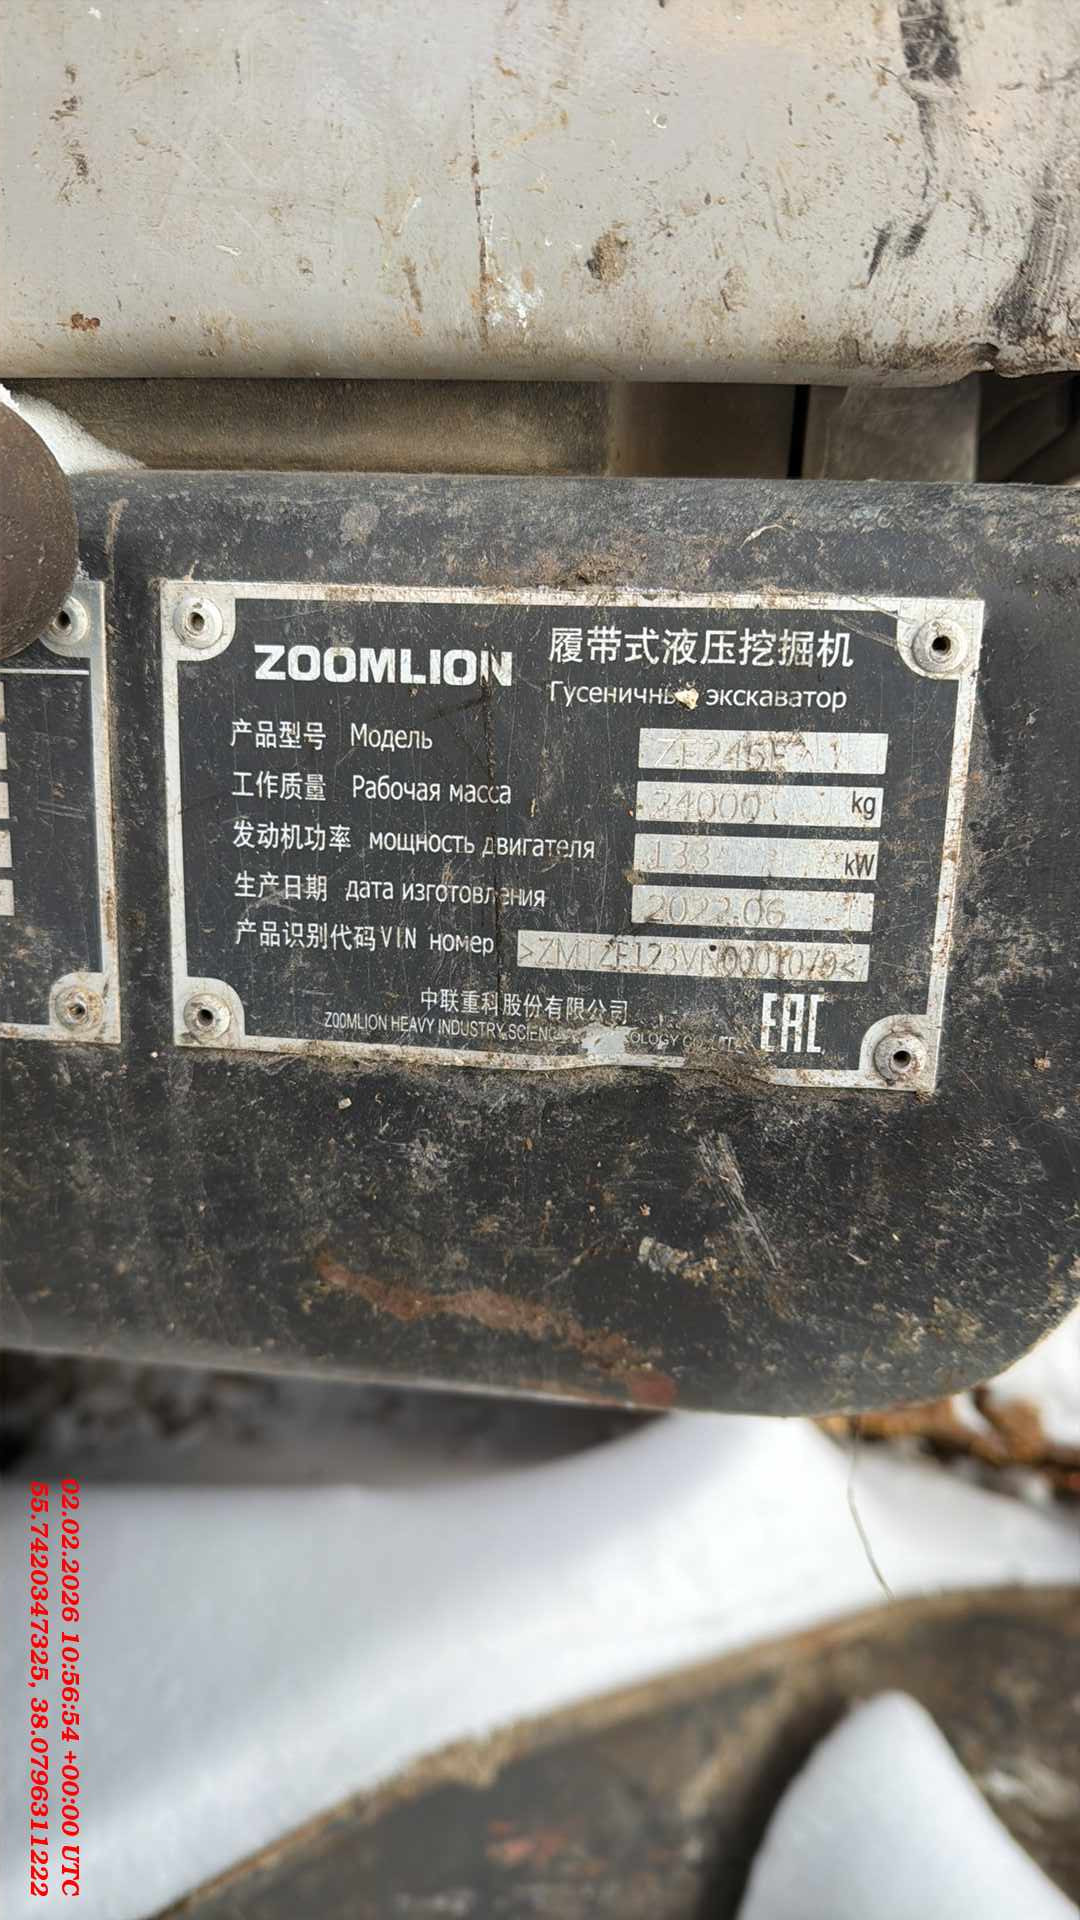 ZOOMLION
履带式液压挖掘机
Гусеничный экскаватор
产品型号 Модель
工作质量 Рабочая масса 24000 kg
发动机功率 мощность двигателя 133 kW
生产日期 дата изготовления 2022.06
产品识别代码 VIN номер
中联重科股份有限公司
ZOOMLION HEAVY INDUSTRY SCIENCE
EAC
02.02.2026 10:56:54 +00:00 UTC
55.7420347325, 38.0796311222